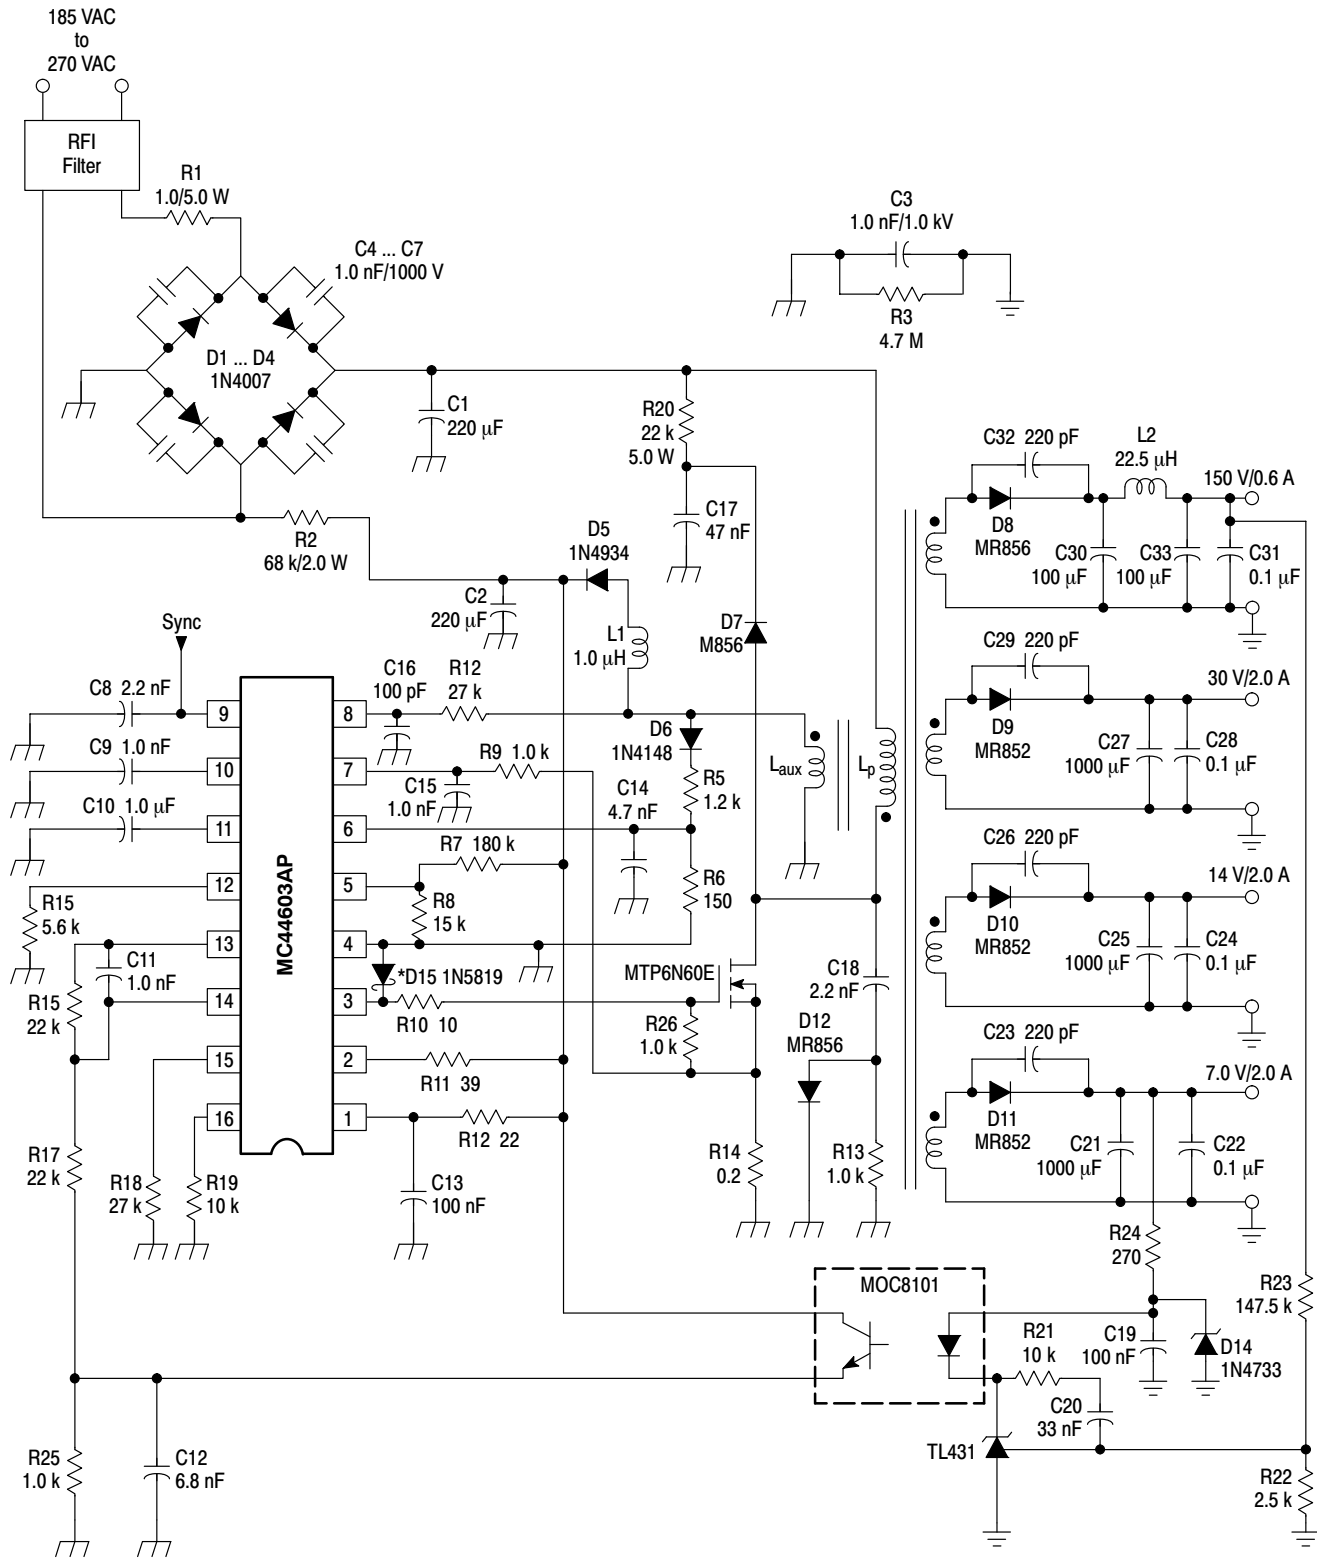 185 VAC
to
270 VAC
RFI
Filter
R1
1.0/5.0 W
C4 ... C7
1.0 nF/1000 V
D1 ... D4
1N4007
C3
1.0 nF/1.0 kV
R3
4.7 M
C1
220 µF
R20
22 k
5.0 W
C17
47 nF
R2
68 k/2.0 W
D5
1N4934
C2
220 µF
L1
1.0 µH
D7
M856
C32 220 pF
L2
22.5 µH
150 V/0.6 A
D8
MR856
C30
100 µF
C33
100 µF
C31
0.1 µF
Sync
C8 2.2 nF
C9 1.0 nF
C10 1.0 µF
C16
100 pF
R12
27 k
D6
1N4148
R9 1.0 k
C15
1.0 nF
C14
4.7 nF
R5
1.2 k
Laux
Lp
C29 220 pF
30 V/2.0 A
D9
MR852
C27
1000 µF
C28
0.1 µF
9
10
11
12
13
14
15
16
8
7
6
5
4
3
2
1
MC44603AP
R7 180 k
R8
15 k
R6
150
R15
5.6 k
C11
1.0 nF
R15
22 k
*D15 1N5819
R10 10
MTP6N60E
R26
1.0 k
C18
2.2 nF
D12
MR856
C26 220 pF
14 V/2.0 A
D10
MR852
C25
1000 µF
C24
0.1 µF
R11 39
R12 22
C13
100 nF
R17
22 k
R18
27 k
R19
10 k
R14
0.2
R13
1.0 k
C23 220 pF
7.0 V/2.0 A
D11
MR852
C21
1000 µF
C22
0.1 µF
R24
270
MOC8101
R21
10 k
C19
100 nF
D14
1N4733
R23
147.5 k
C20
33 nF
TL431
R22
2.5 k
R25
1.0 k
C12
6.8 nF